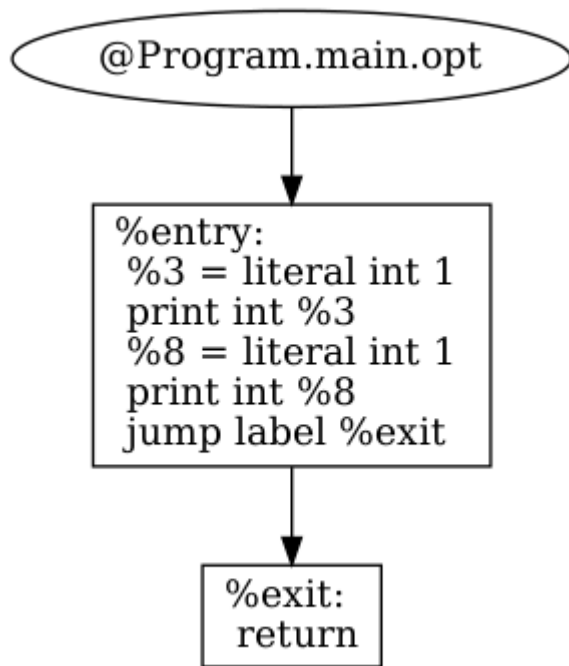 @Program.main.opt
%entry:
%3 = literal int 1
print int %3
%8 = literal int 1
print int %8
jump label %exit
%exit:
return